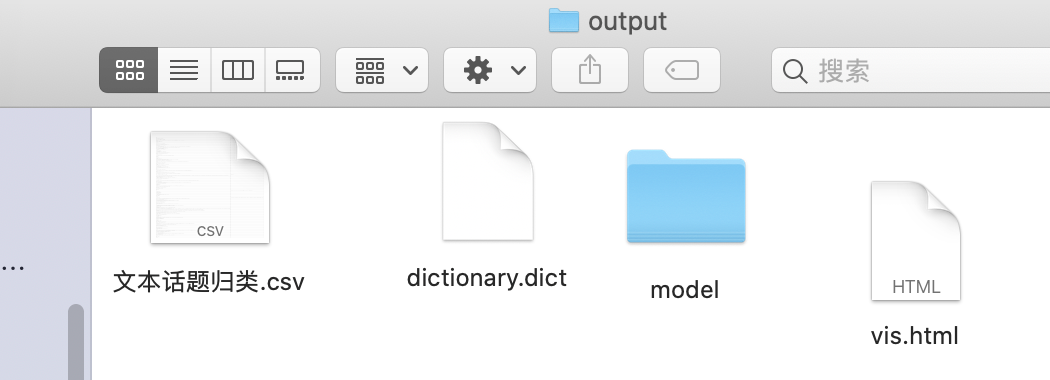 output
搜索
CSV
文本话题归类.csv
dictionary.dict
model
HTML
vis.html
...